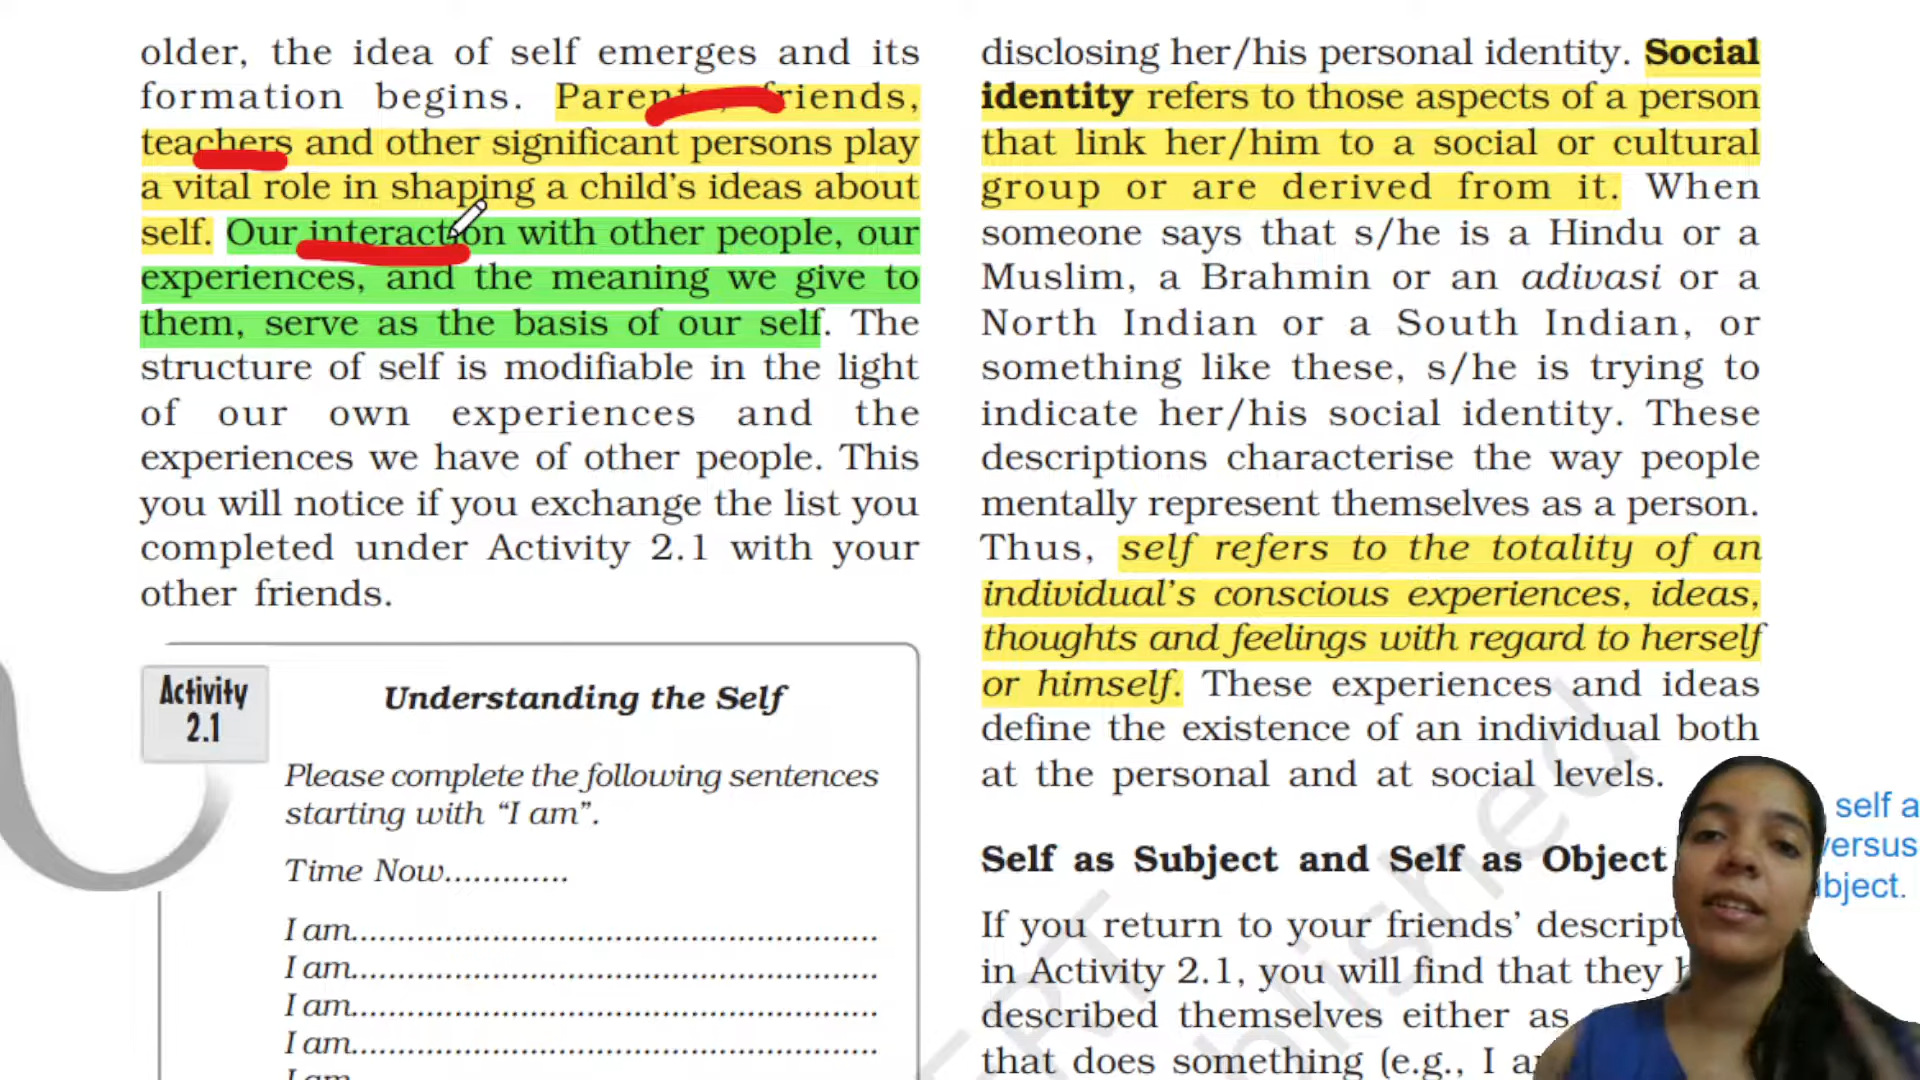 older, the idea of self emerges and its
formation begins. Parents, friends,
teachers and other significant persons play
a vital role in shaping a child's ideas about
self. Our interaction with other people, our
experiences, and the meaning we give to
them, serve as the basis of our self. The
structure of self is modifiable in the light
of our own experiences and the
experiences we have of other people. This
you will notice if you exchange the list you
completed under Activity 2.1 with your
other friends.
Activity
2.1
Understanding the Self
Please complete the following sentences
starting with “I am”.
Time Now.............
I am.........................................................
I am.........................................................
I am.........................................................
I am.........................................................
I am
disclosing her/his personal identity. Social
identity refers to those aspects of a person
that link her/him to a social or cultural
group or are derived from it. When
someone says that s/he is a Hindu or a
Muslim, a Brahmin or an adivasi or a
North Indian or a South Indian, or
something like these, s/he is trying to
indicate her/his social identity. These
descriptions characterise the way people
mentally represent themselves as a person.
Thus, self refers to the totality of an
individual's conscious experiences, ideas,
thoughts and feelings with regard to herself
or himself. These experiences and ideas
define the existence of an individual both
at the personal and at social levels.
Self as Subject and Self as Object
If you return to your friends'
in Activity 2.1, you will find that they
described themselves either as
that does something (e.g., I
self
versus